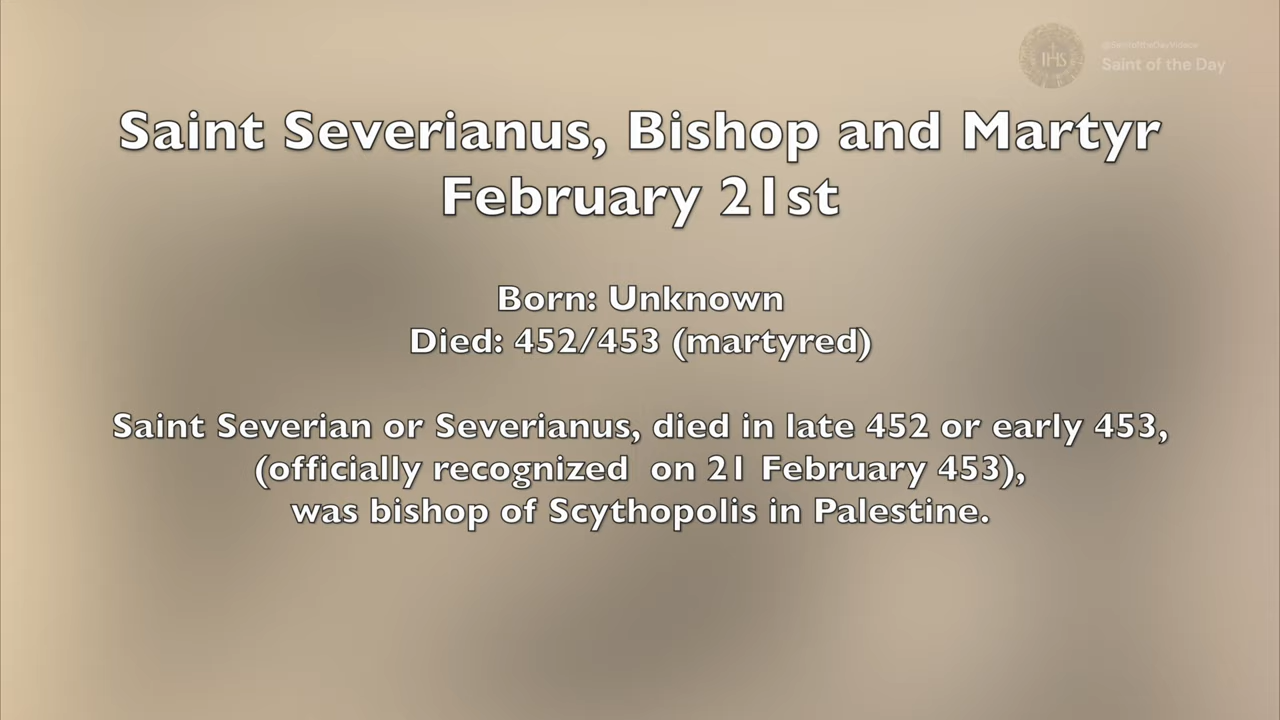 IHS
Saint of the Day
Saint Severianus, Bishop and Martyr
February 21st
Born: Unknown
Died: 452/453 (martyred)
Saint Severian or Severianus, died in late 452 or early 453,
(officially recognized  on 21 February 453),
was bishop of Scythopolis in Palestine.